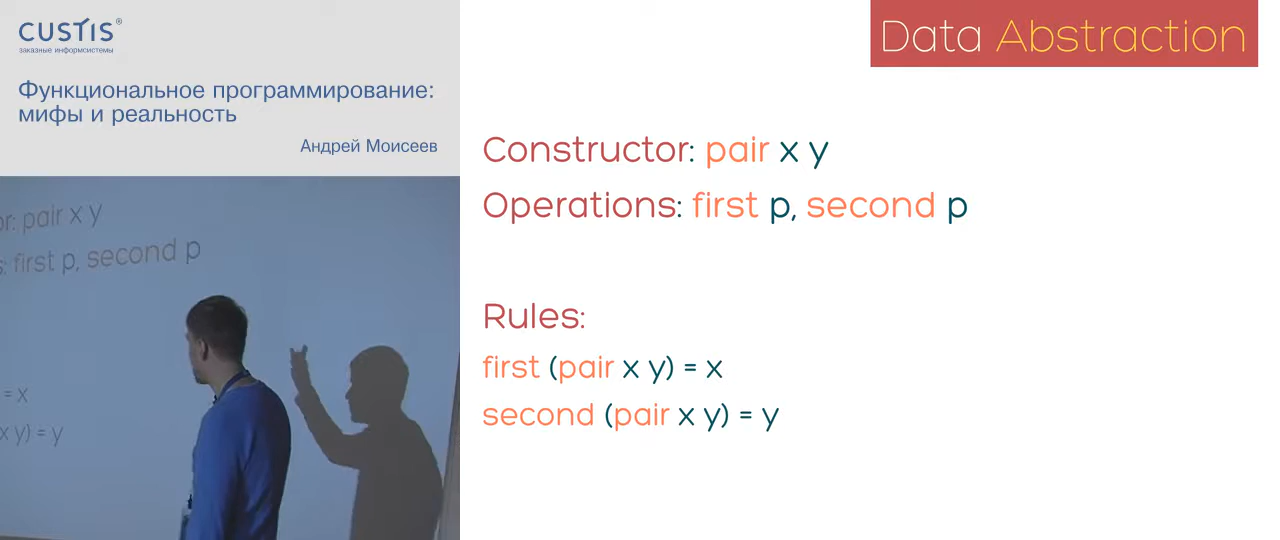 CUSTIS®
заказные информсистемы
Функциональное программирование:
мифы и реальность
Андрей Моисеев
or: pair x y
s: first p, second p
= x
x y) = y
Data Abstraction
Constructor: pair x y
Operations: first p, second p
Rules:
first (pair x y) = x
second (pair x y) = y